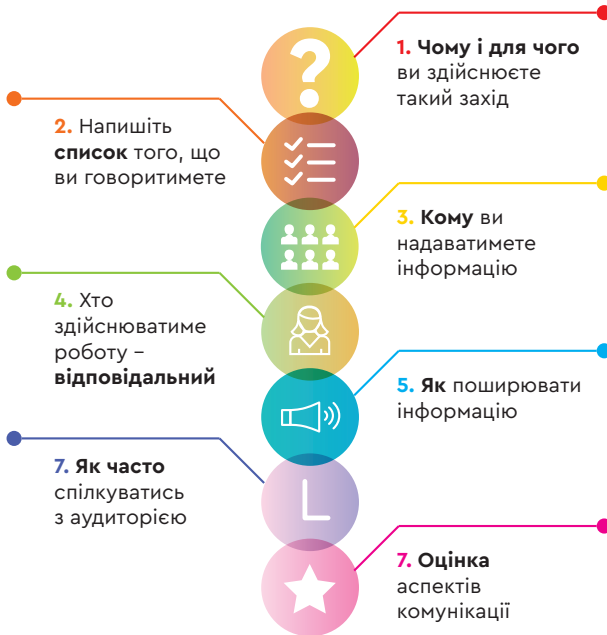 1. Чому і для чого
ви здійснюєте
такий захід
2. Напишіть
список того, що
ви говоритимете
3. Кому ви
надаватимете
інформацію
4. Хто
здійснюватиме
роботу –
відповідальний
5. Як поширювати
інформацію
7. Як часто
спілкуватись
з аудиторією
7. Оцінка
аспектів
комунікації